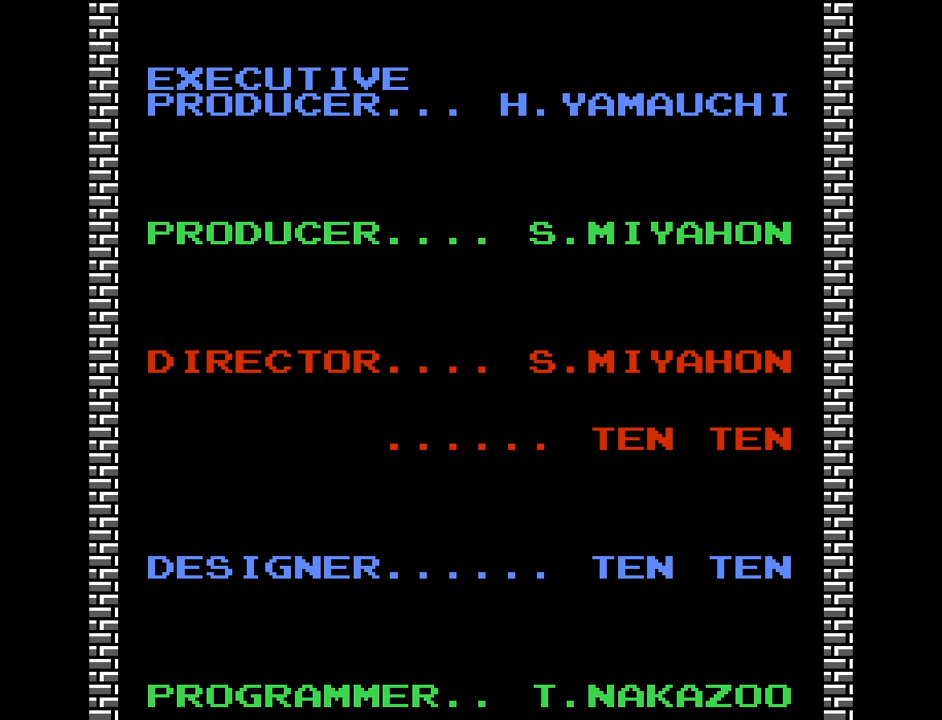 EXECUTIVE
PRODUCER... H.YAMAUCHI
PRODUCER.... S.MIYAHON
DIRECTOR.... S.MIYAHON
...... TEN TEN
DESIGNER...... TEN TEN
PROGRAMMER.. T.NAKAZOO